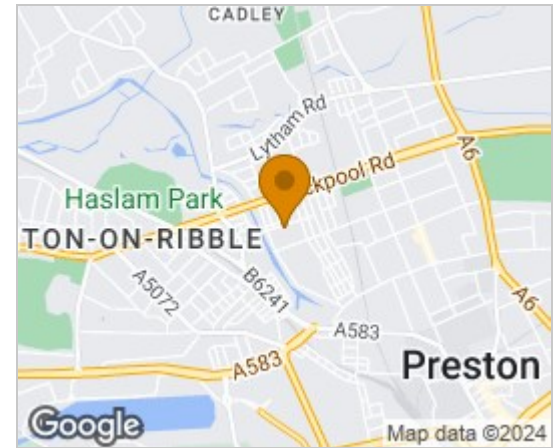 CADLEY
Lytham Rd
ckpool Rd
A6
Haslam Park
TON-ON-RIBBLE
B6241
A5072
A6
A583
A583
Preston
Google
Map data ©2024